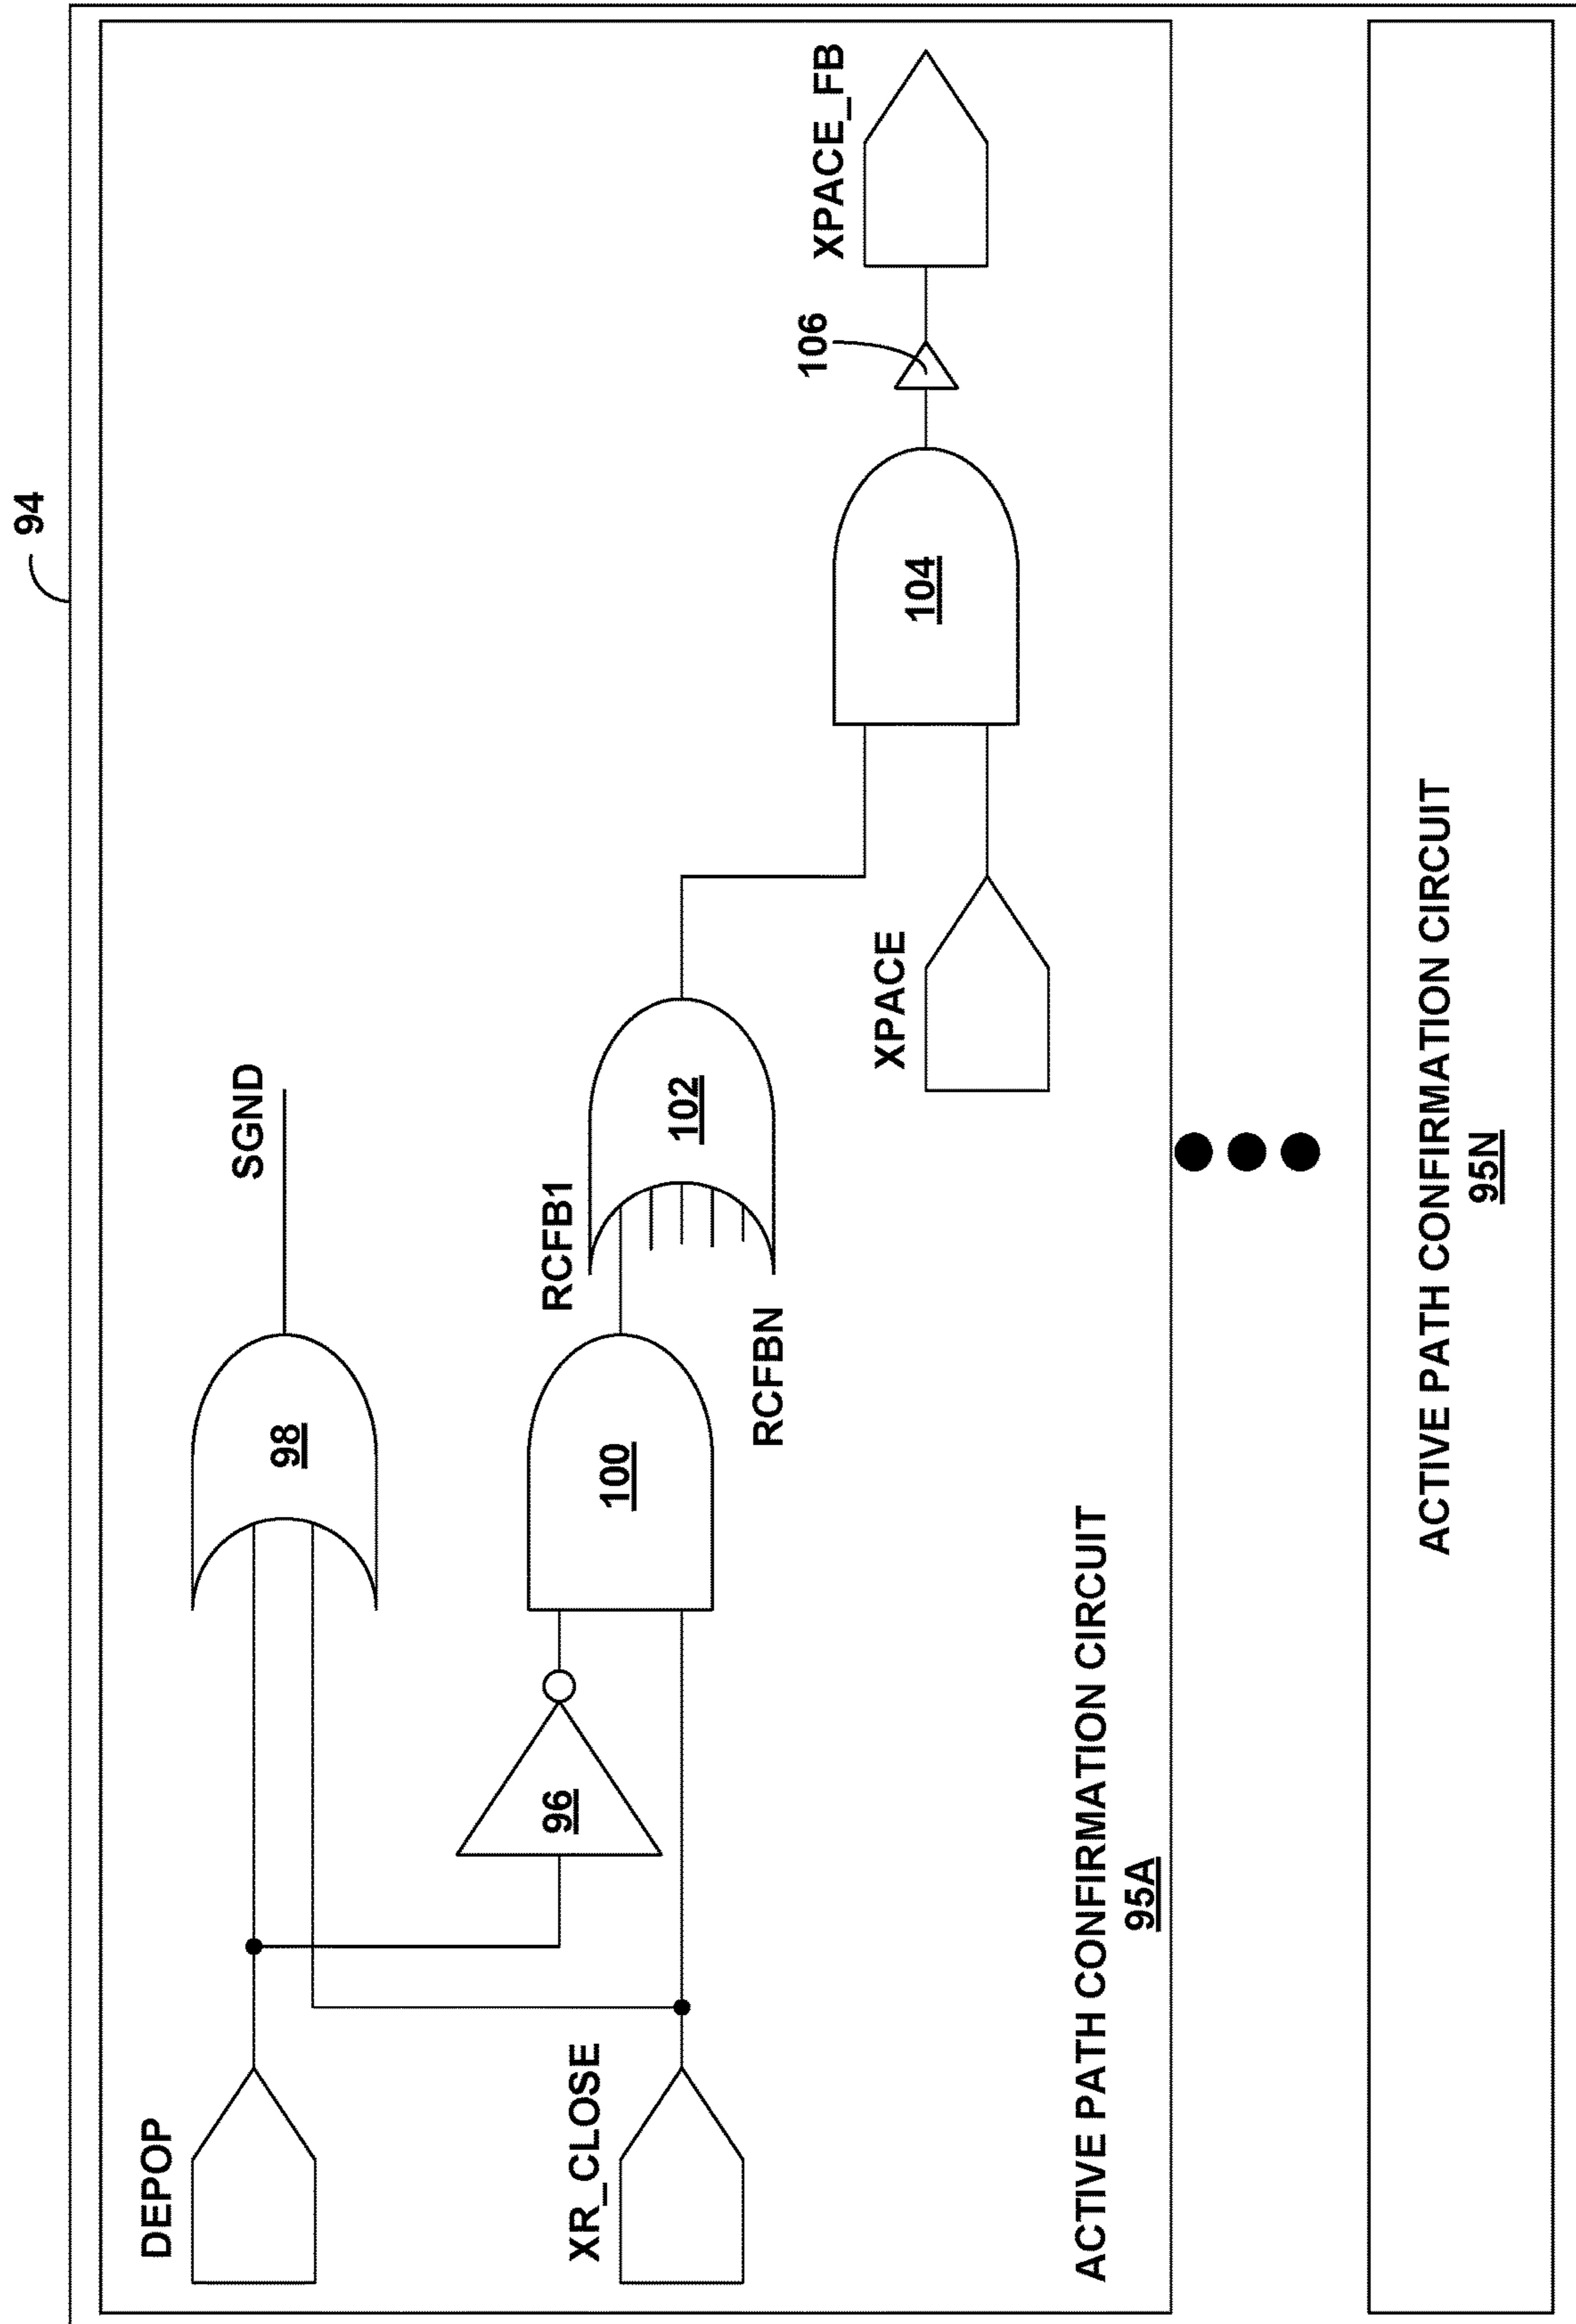 94
DEPOP
98
SGND
XR_CLOSE
96
100
RCFB1
RCFBN
102
XPACE
104
106
XPACE_FB
ACTIVE PATH CONFIRMATION CIRCUIT
95A
ACTIVE PATH CONFIRMATION CIRCUIT
95N